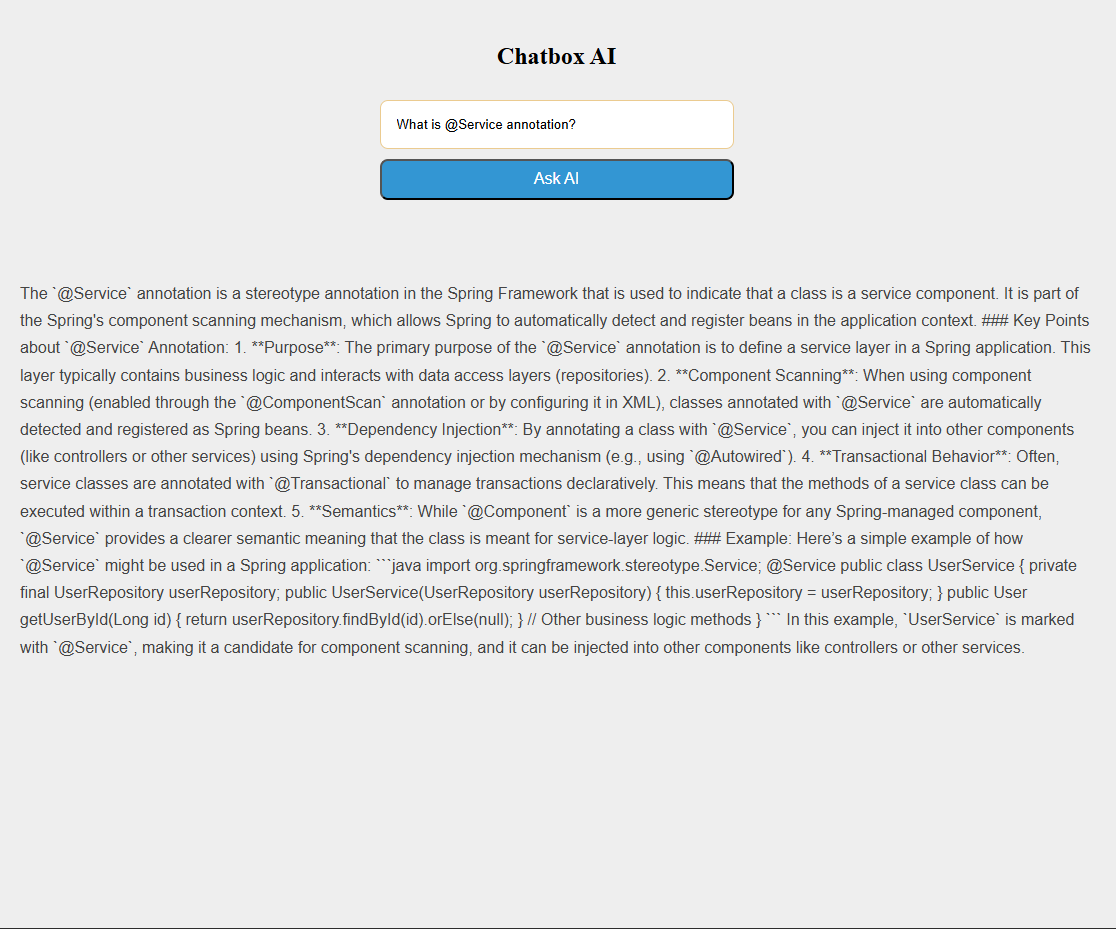 Chatbox AI
What is @Service annotation?
Ask AI
The `@Service` annotation is a stereotype annotation in the Spring Framework that is used to indicate that a class is a service component. It is part of
the Spring's component scanning mechanism, which allows Spring to automatically detect and register beans in the application context. ### Key Points
about `@Service` Annotation: 1. **Purpose**: The primary purpose of the `@Service` annotation is to define a service layer in a Spring application. This
layer typically contains business logic and interacts with data access layers (repositories). 2. **Component Scanning**: When using component
scanning (enabled through the `@ComponentScan` annotation or by configuring it in XML), classes annotated with `@Service` are automatically
detected and registered as Spring beans. 3. **Dependency Injection**: By annotating a class with `@Service`, you can inject it into other components
(like controllers or other services) using Spring's dependency injection mechanism (e.g., using `@Autowired`). 4. **Transactional Behavior**: Often,
service classes are annotated with `@Transactional` to manage transactions declaratively. This means that the methods of a service class can be
executed within a transaction context. 5. **Semantics**: While `@Component` is a more generic stereotype for any Spring-managed component,
`@Service` provides a clearer semantic meaning that the class is meant for service-layer logic. ### Example: Here’s a simple example of how
`@Service` might be used in a Spring application: ```java import org.springframework.stereotype.Service; @Service public class UserService { private
final UserRepository userRepository; public UserService(UserRepository userRepository) { this.userRepository = userRepository; } public User
getUserById(Long id) { return userRepository.findById(id).orElse(null); } // Other business logic methods } ``` In this example, `UserService` is marked
with `@Service`, making it a candidate for component scanning, and it can be injected into other components like controllers or other services.